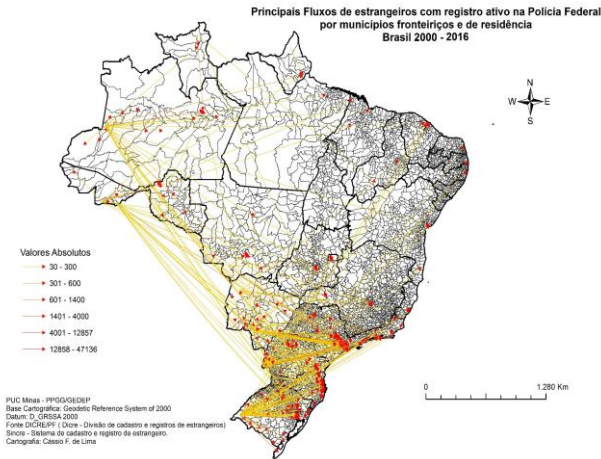 Principais Fluxos de estrangeiros com registro ativo na Polícia Federal
por municípios fronteiriços e de residência
Brasil 2000 - 2016
N
W E
S
Valores Absolutos
30 - 300
301 - 600
601 - 1400
1401 - 4000
4001 - 12857
12858 - 47136
PUC Minas - PPGG/GEDEP
Base Cartográfica: Geodetic Reference System of 2000
Datum: D_GRSSA 2000
Fonte DICRE/PF ( Dicre - Divisão de cadastro e registros de estrangeiros)
Sincre - Sistema de cadastro e registro de estrangeiro.
Cartografia: Cássio F. de Lima
0 1.280 Km